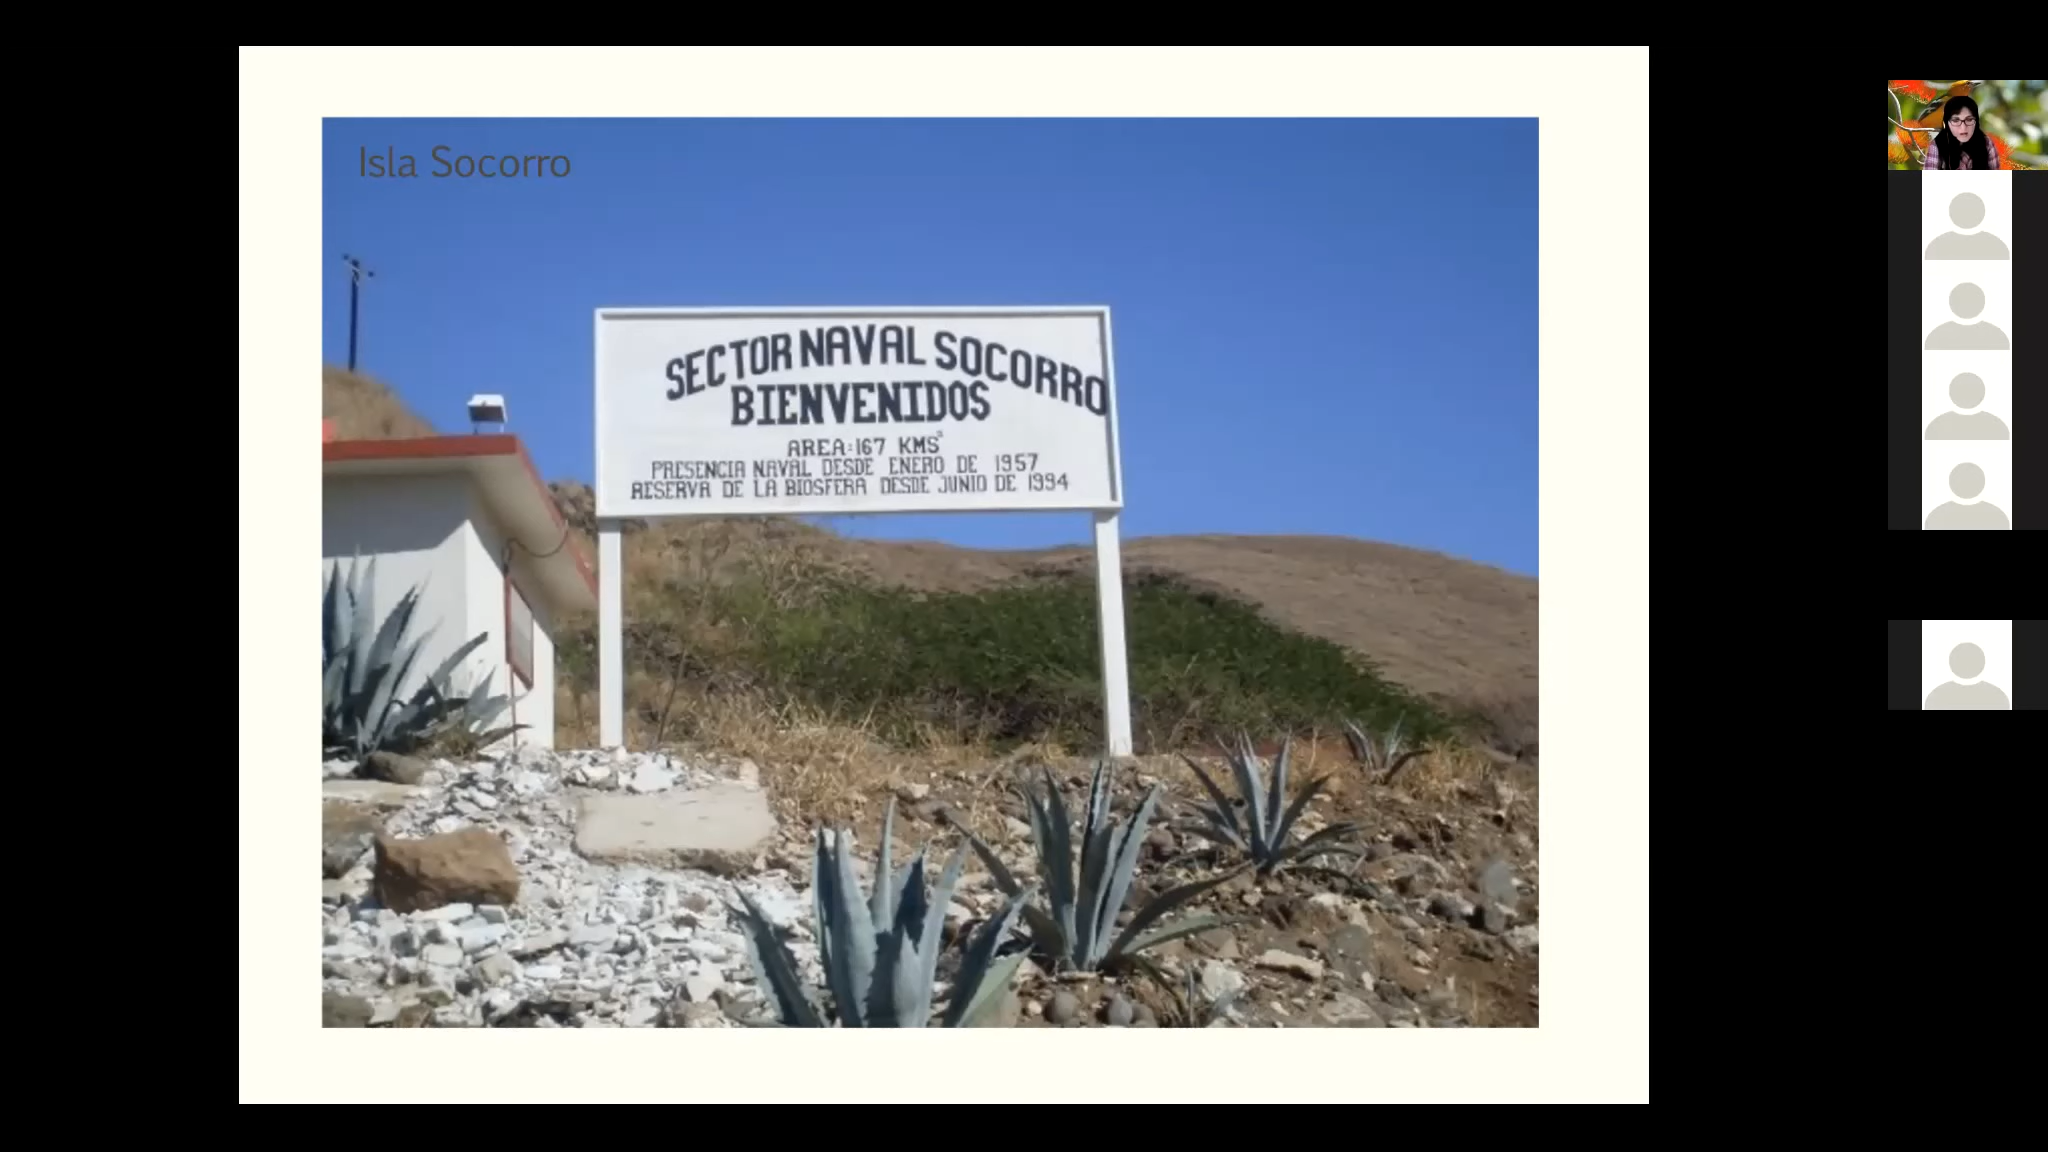 Isla Socorro
SECTOR NAVAL SOCORRO
BIENVENIDOS
AREA:167 KMS²
PRESENCIA NAVAL DESDE ENERO DE 1957
RESERVA DE LA BIOSFERA DESDE JUNIO DE 1994